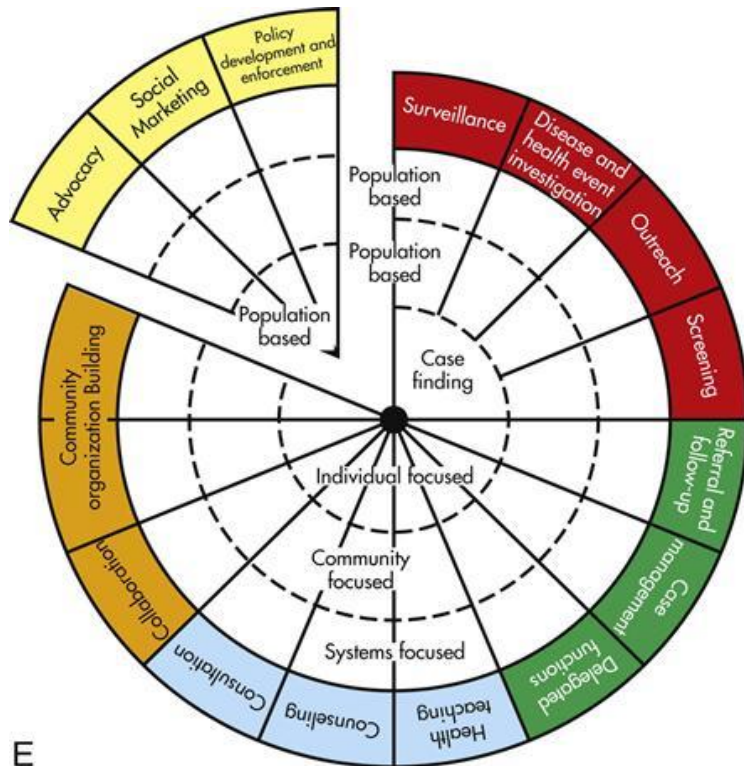 Policy
development and
enforcement
Social
Marketing
Advocacy
Surveillance
Disease and
health event
investigation
Outreach
Screening
Population
based
Population
based
Population
based
Case
finding
Community
organization Building
Individual focused
Referral and
follow-up
Community
focused
Case
management
Collaboration
Systems focused
Delegated
functions
Consultation
Counseling
Health
teaching
E